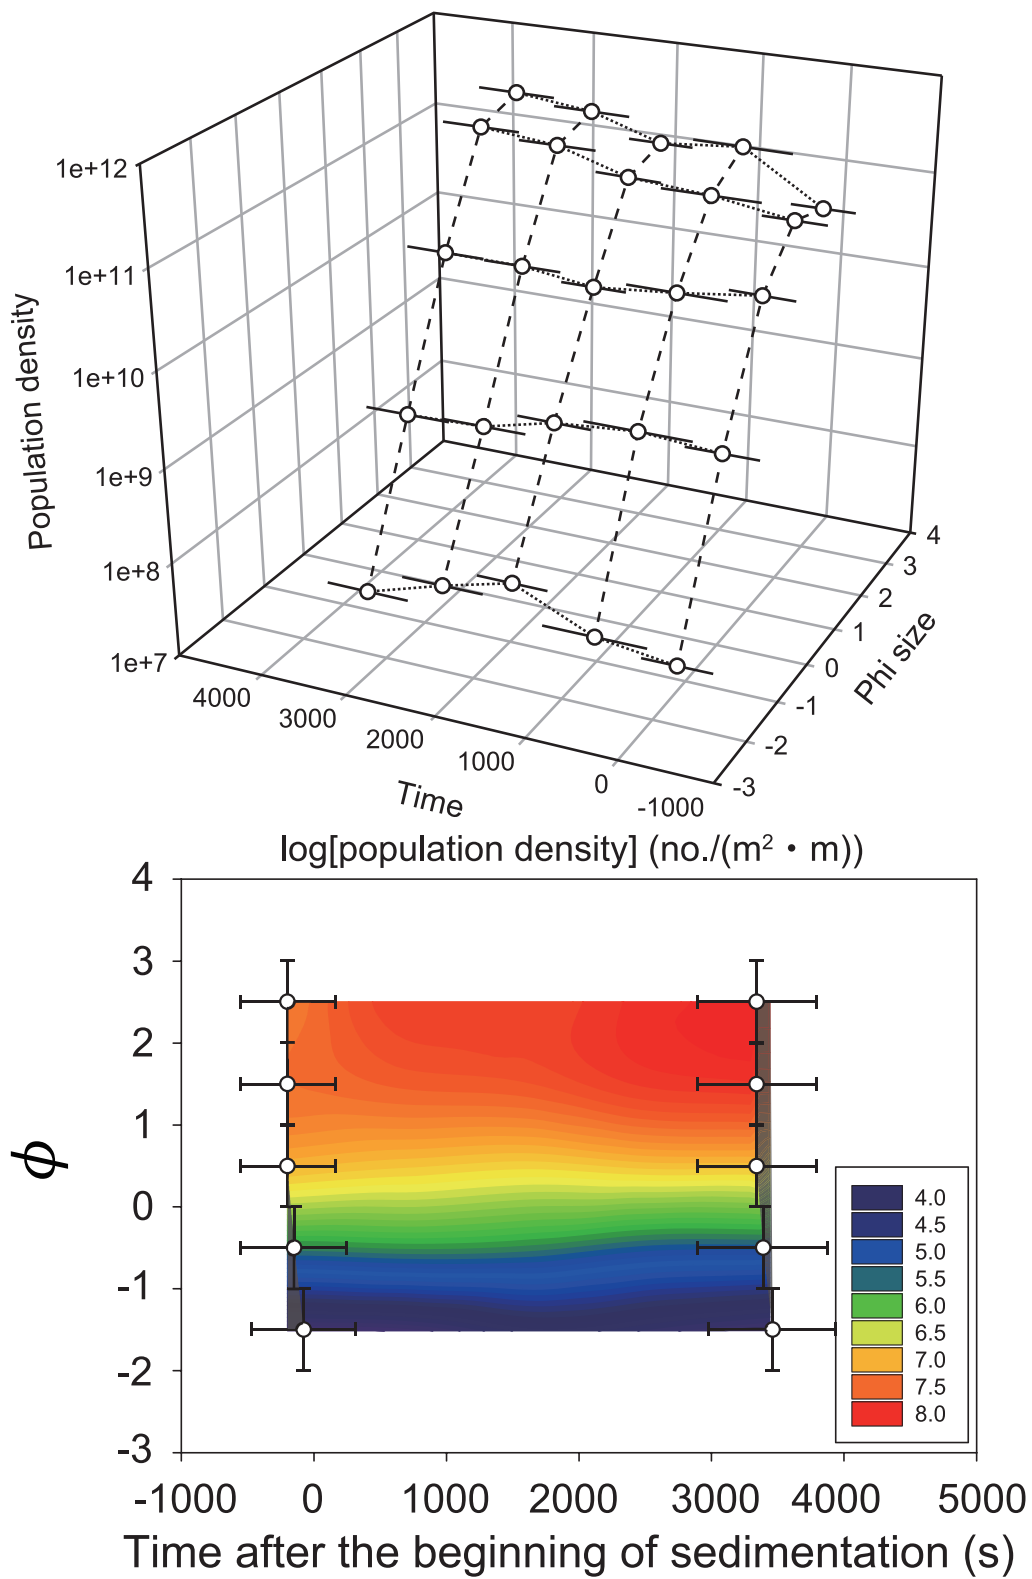 1e+12
1e+11
1e+10
1e+9
1e+8
1e+7
Population density
4000
3000
2000
1000
0
-1000
Time
4
3
2
1
0
-1
-2
-3
Phi size
log[population density] (no./(m² · m))
4
3
2
1
0
-1
-2
-3
ϕ
4.0
4.5
5.0
5.5
6.0
6.5
7.0
7.5
8.0
-1000 0 1000 2000 3000 4000 5000
Time after the beginning of sedimentation (s)